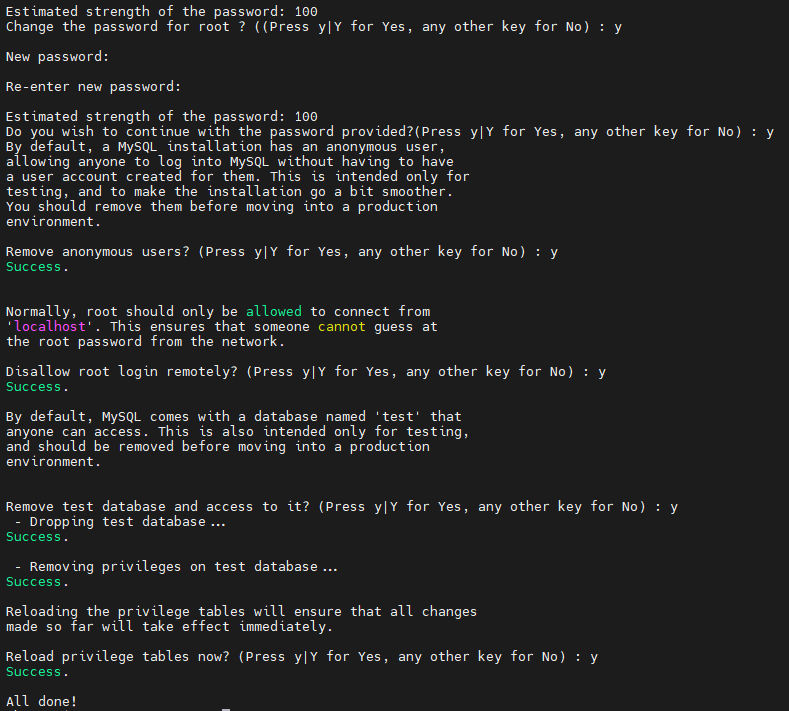 Estimated strength of the password: 100
Change the password for root ? ((Press y|Y for Yes, any other key for No) : y
New password:
Re-enter new password:
Estimated strength of the password: 100
Do you wish to continue with the password provided?(Press y|Y for Yes, any other key for No) : y
By default, a MySQL installation has an anonymous user,
allowing anyone to log into MySQL without having to have
a user account created for them. This is intended only for
testing, and to make the installation go a bit smoother.
You should remove them before moving into a production
environment.
Remove anonymous users? (Press y|Y for Yes, any other key for No) : y
Success.
Normally, root should only be allowed to connect from
'localhost'. This ensures that someone cannot guess at
the root password from the network.
Disallow root login remotely? (Press y|Y for Yes, any other key for No) : y
Success.
By default, MySQL comes with a database named 'test' that
anyone can access. This is also intended only for testing,
and should be removed before moving into a production
environment.
Remove test database and access to it? (Press y|Y for Yes, any other key for No) : y
- Dropping test database...
Success.
- Removing privileges on test database...
Success.
Reloading the privilege tables will ensure that all changes
made so far will take effect immediately.
Reload privilege tables now? (Press y|Y for Yes, any other key for No) : y
Success.
All done!